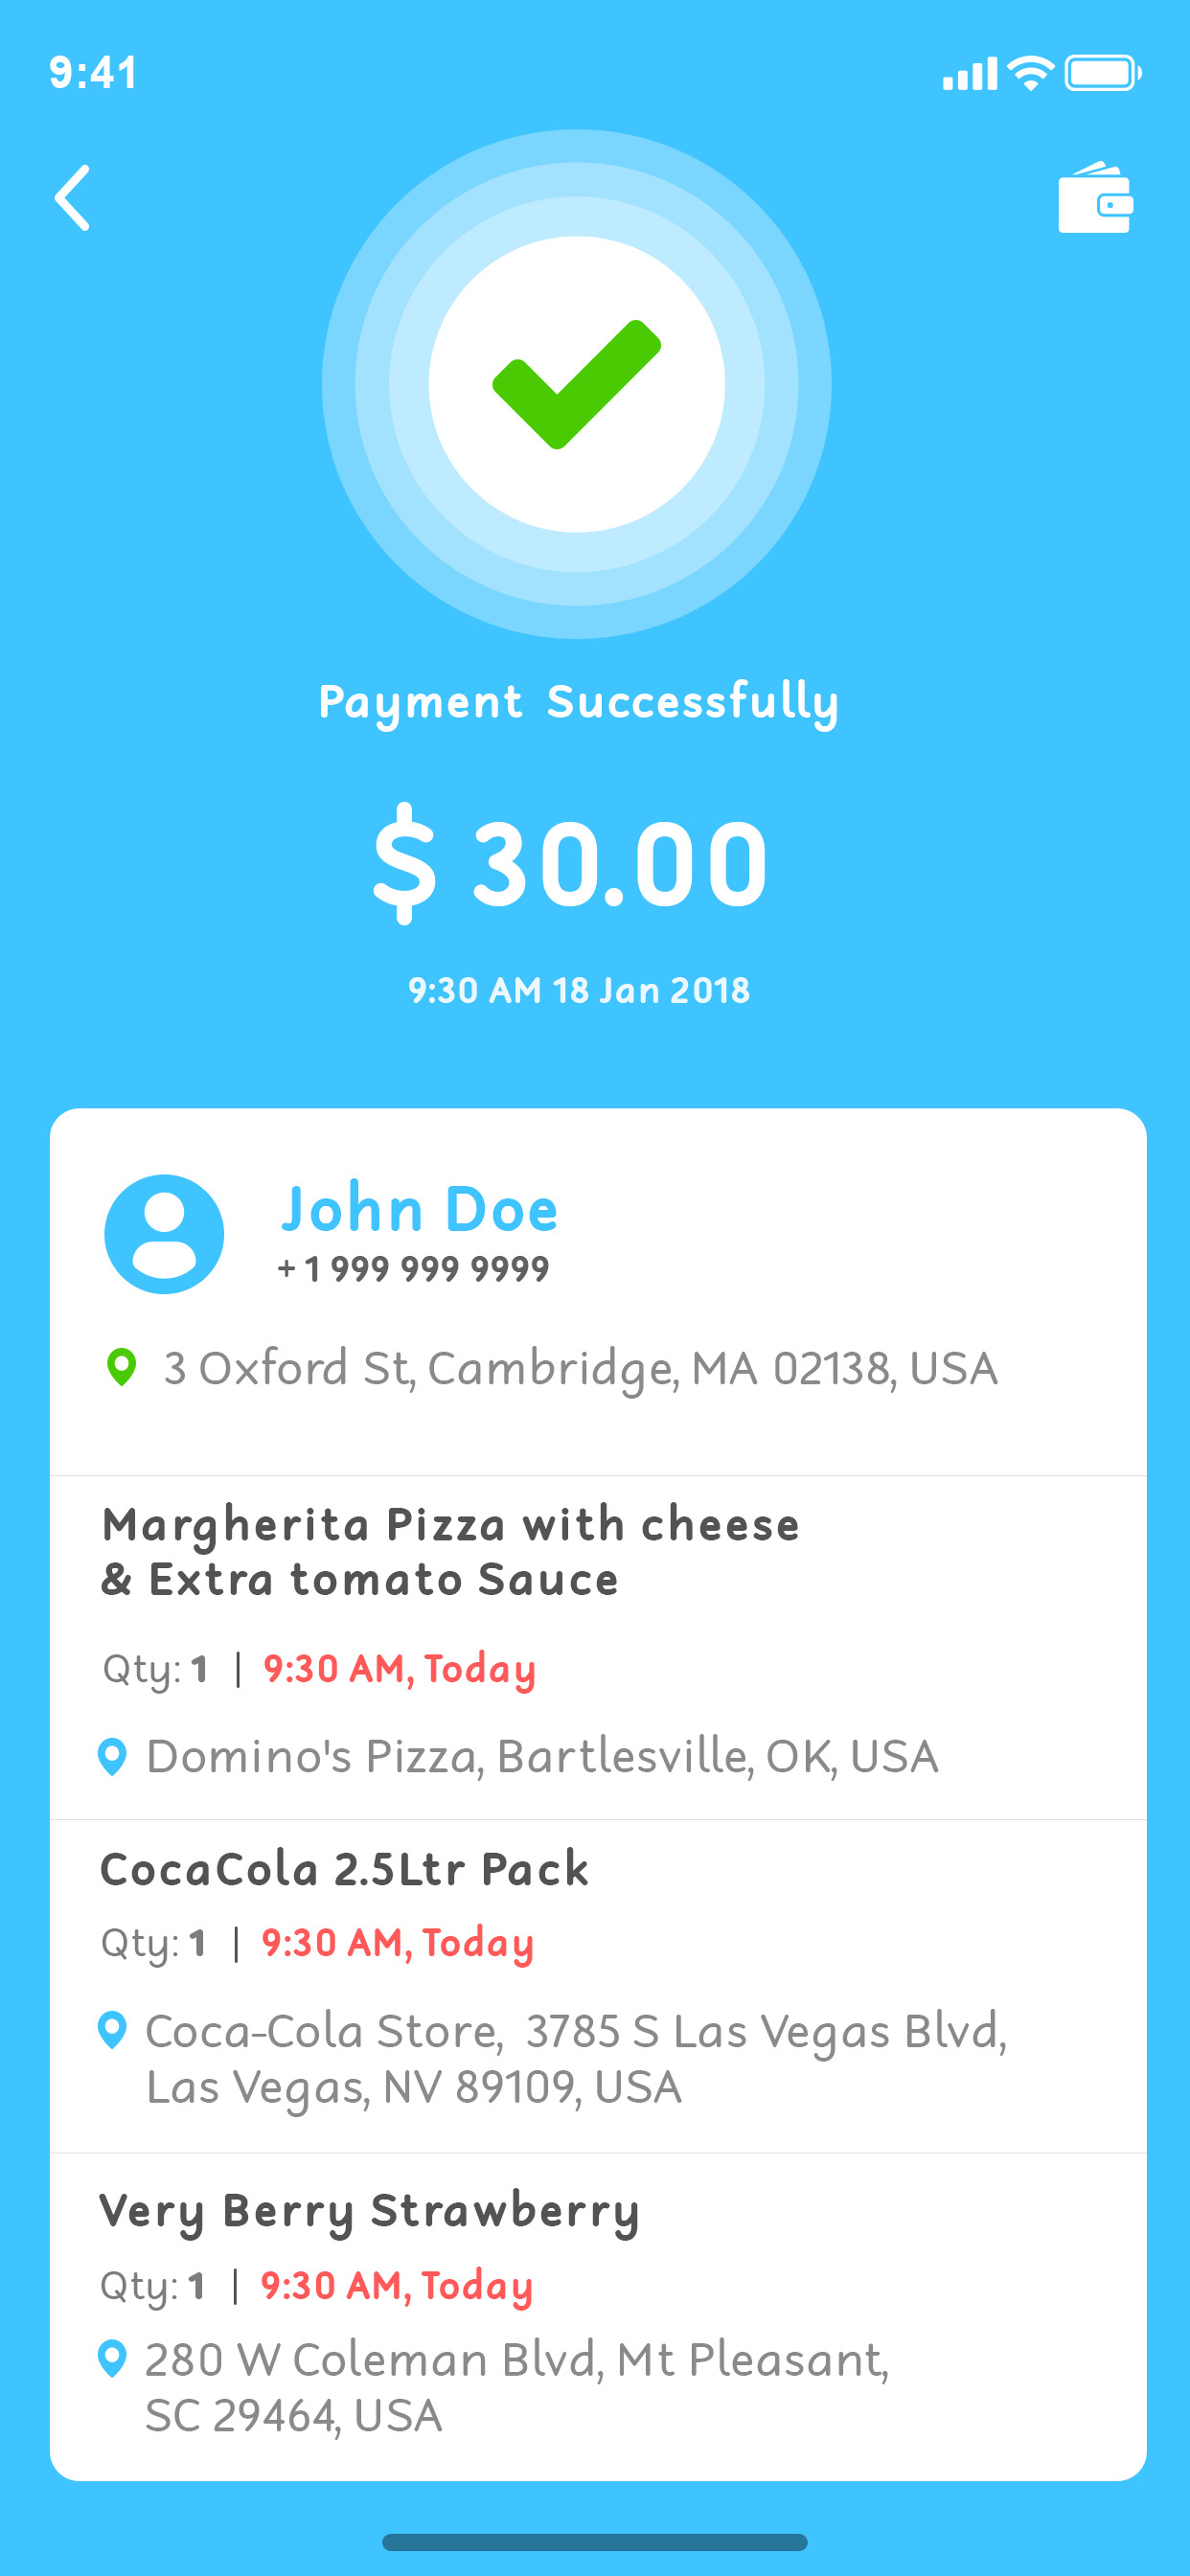 9:41
Payment Successfully
$ 30.00
9:30 AM 18 Jan 2018
John Doe
+ 1 999 999 9999
3 Oxford St, Cambridge, MA 02138, USA
Margherita Pizza with cheese
& Extra tomato Sauce
Qty: 1 | 9:30 AM, Today
Domino's Pizza, Bartlesville, OK, USA
CocaCola 2.5Ltr Pack
Qty: 1 | 9:30 AM, Today
Coca-Cola Store, 3785 S Las Vegas Blvd,
Las Vegas, NV 89109, USA
Very Berry Strawberry
Qty: 1 | 9:30 AM, Today
280 W Coleman Blvd, Mt Pleasant,
SC 29464, USA